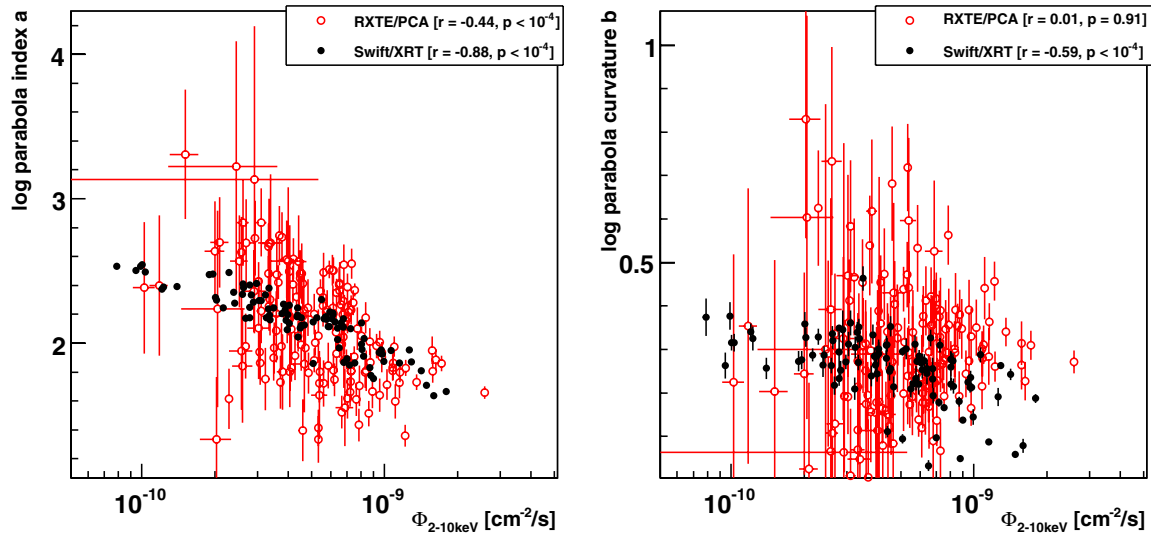 RXTE/PCA [r = -0.44, p < 10⁻⁴]
Swift/XRT [r = -0.88, p < 10⁻⁴]
log parabola index a
4
3
2
10⁻¹⁰
10⁻⁹
Φ₂₋₁₀ₖₑV [cm⁻²/s]
RXTE/PCA [r = 0.01, p = 0.91]
Swift/XRT [r = -0.59, p < 10⁻⁴]
log parabola curvature b
1
0.5
10⁻¹⁰
10⁻⁹
Φ₂₋₁₀ₖₑV [cm⁻²/s]